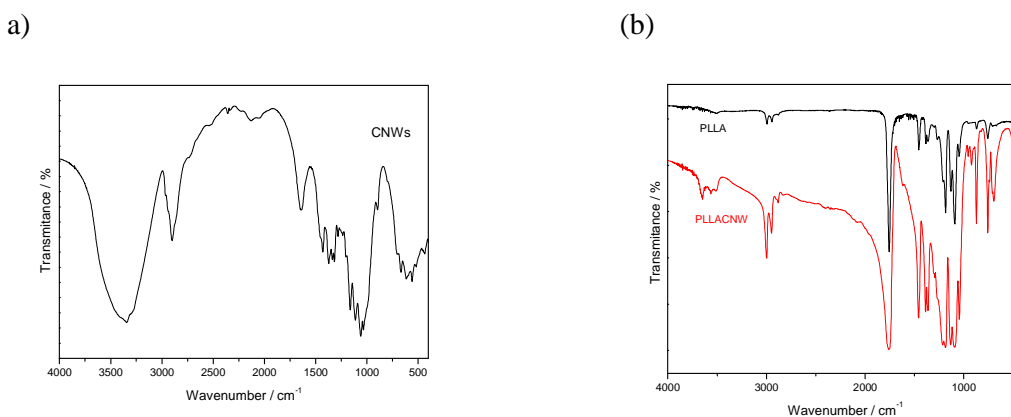 a)
(b)
Transmitance / %
CNWs
4000
3500
3000
2500
2000
1500
1000
500
Wavenumber / cm-1
Transmitance / %
PLLA
PLLACNW
4000
3000
2000
1000
Wavenumber / cm-1